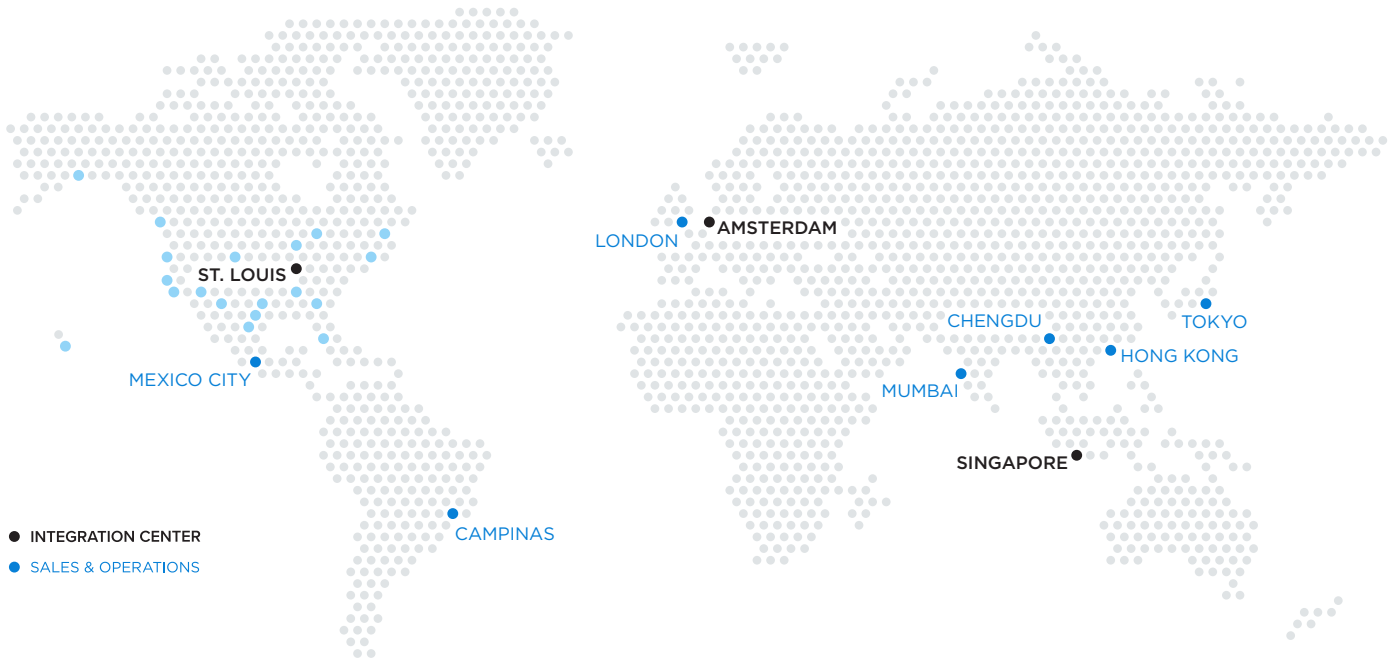 LONDON
AMSTERDAM
ST. LOUIS
CHENGDU
TOKYO
HONG KONG
MEXICO CITY
MUMBAI
SINGAPORE
CAMPINAS
INTEGRATION CENTER
SALES & OPERATIONS